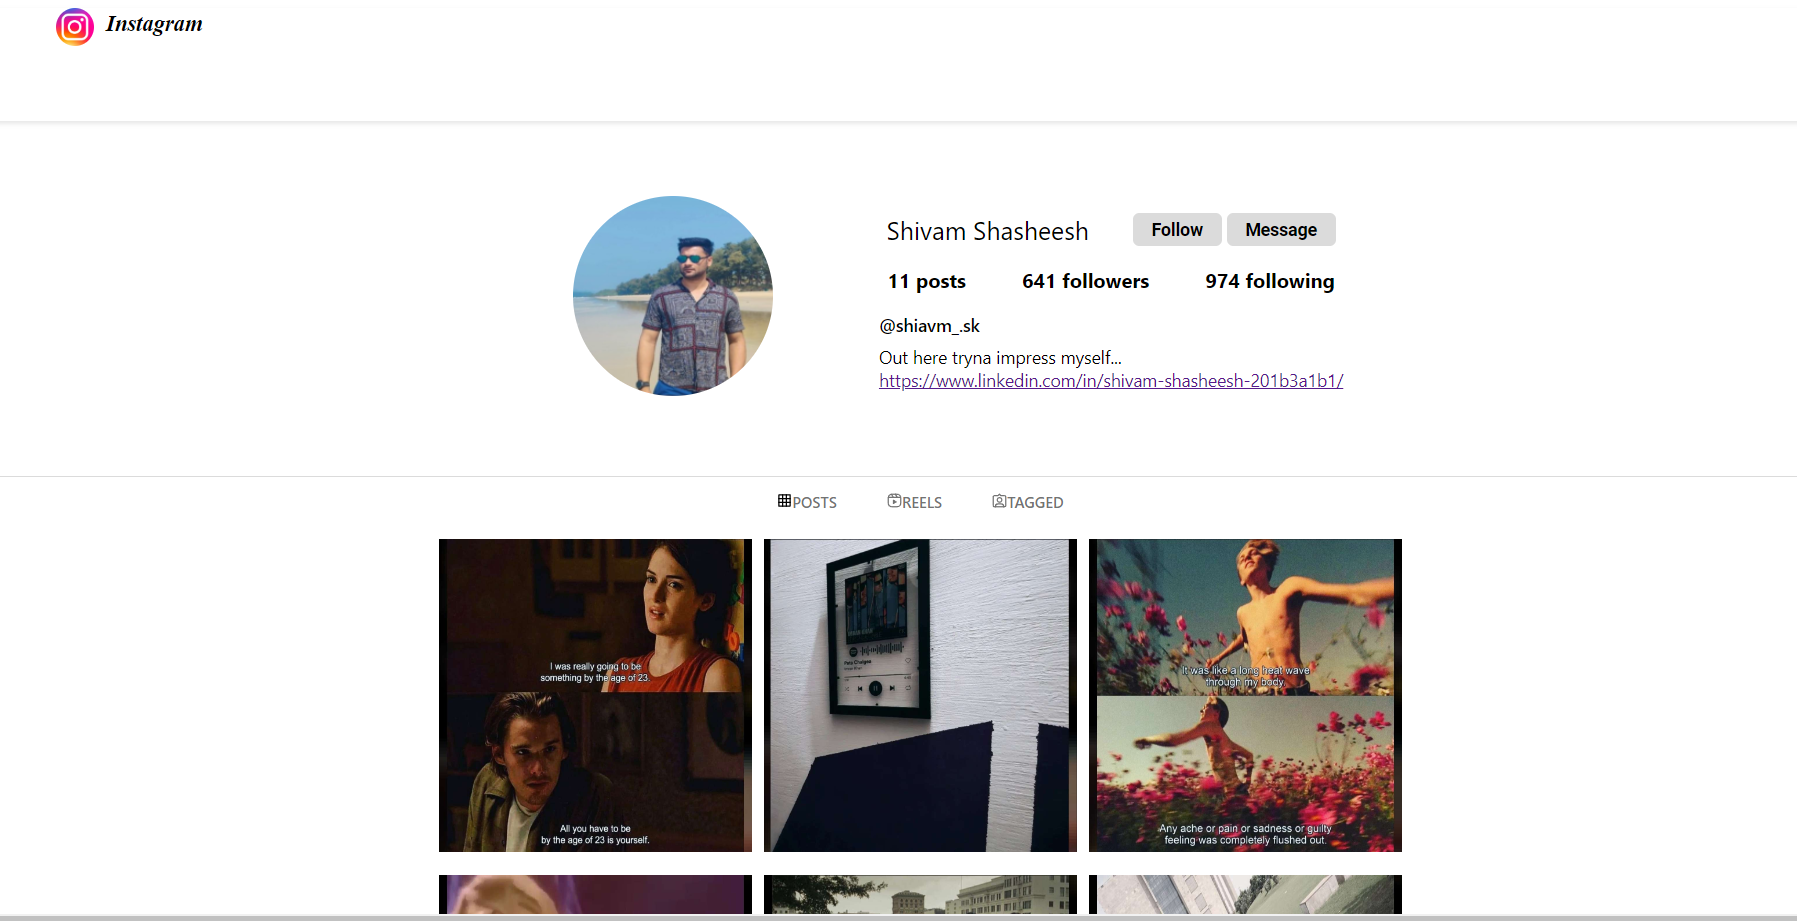 Instagram
Shivam Shasheesh
Follow
Message
11 posts
641 followers
974 following
@shiavm_.sk
Out here tryna impress myself...
https://www.linkedin.com/in/shivam-shasheesh-201b3a1b1/
POSTS
REELS
TAGGED
I was really going to be
something by the age of 23.
All you have to be
by the age of 23 is yourself.
It was like a long heat wave
through my body.
Any ache or pain or sadness or guilty
feeling was completely flushed out.